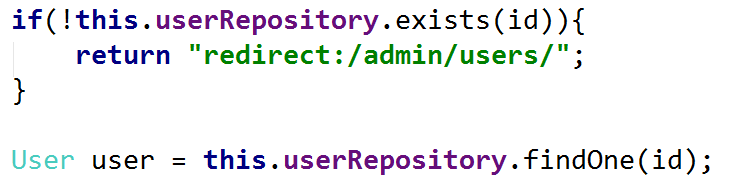 if(!this.userRepository.exists(id)){
    return "redirect:/admin/users/";
}
User user = this.userRepository.findOne(id);